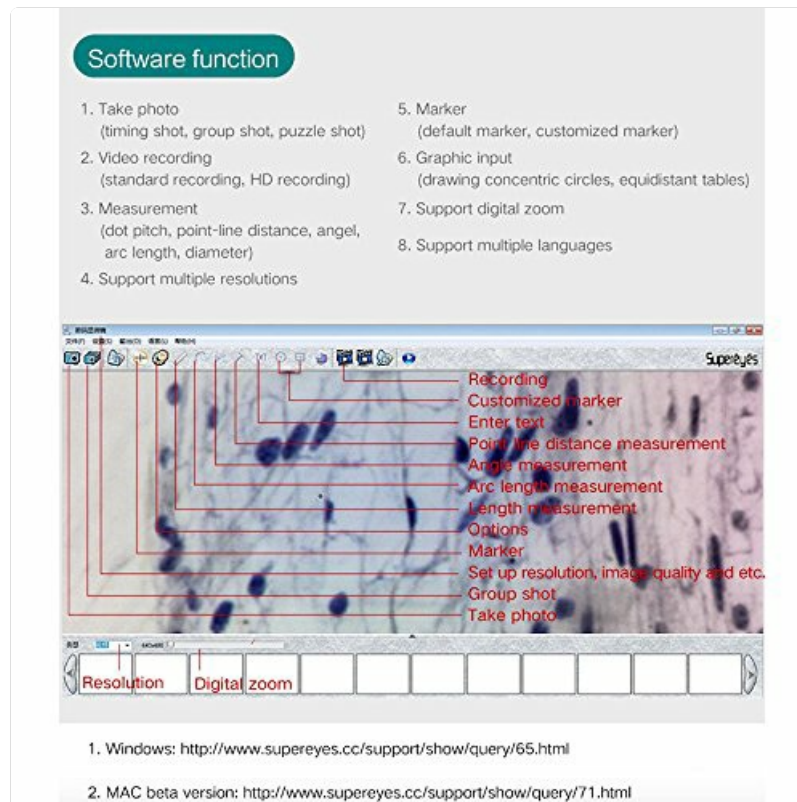 Software function
1. Take photo
(timing shot, group shot, puzzle shot)
2. Video recording
(standard recording, HD recording)
3. Measurement
(dot pitch, point-line distance, angel,
arc length, diameter)
4. Support multiple resolutions
5. Marker
(default marker, customized marker)
6. Graphic input
(drawing concentric circles, equidistant tables)
7. Support digital zoom
8. Support multiple languages
Supereyes
Recording
Customized marker
Enter text
Point line distance measurement
Angle measurement
Arc length measurement
Length measurement
Options
Marker
Set up resolution, image quality and etc.
Group shot
Take photo
Resolution
Digital zoom
1. Windows: http://www.supereyes.cc/support/show/query/65.html
2. MAC beta version: http://www.supereyes.cc/support/show/query/71.html